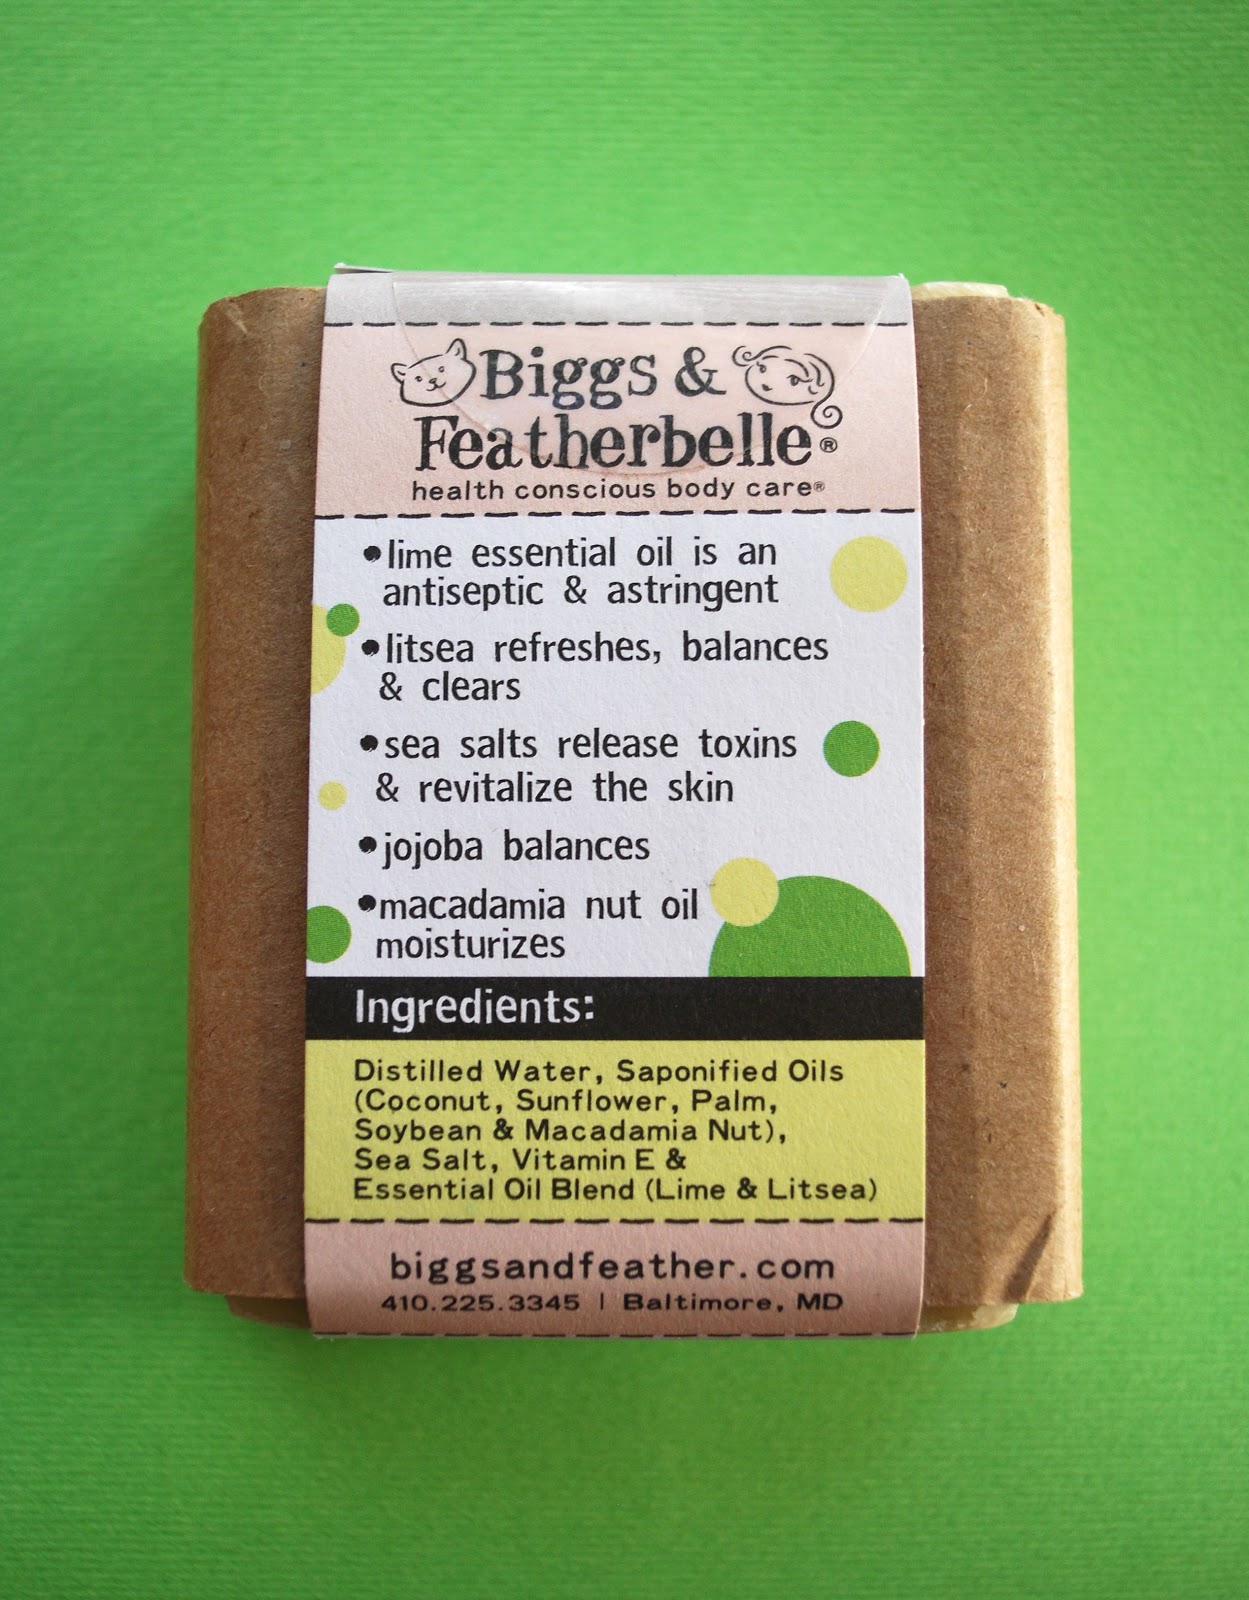 Biggs &
Featherbelle®
health conscious body care®
•lime essential oil is an
antiseptic & astringent
•litsea refreshes, balances
& clears
•sea salts release toxins
& revitalize the skin
•jojoba balances
•macadamia nut oil
moisturizes
Ingredients:
Distilled Water, Saponified Oils
(Coconut, Sunflower, Palm,
Soybean & Macadamia Nut),
Sea Salt, Vitamin E &
Essential Oil Blend (Lime & Litsea)
biggsandfeather.com
410.225.3345 | Baltimore, MD